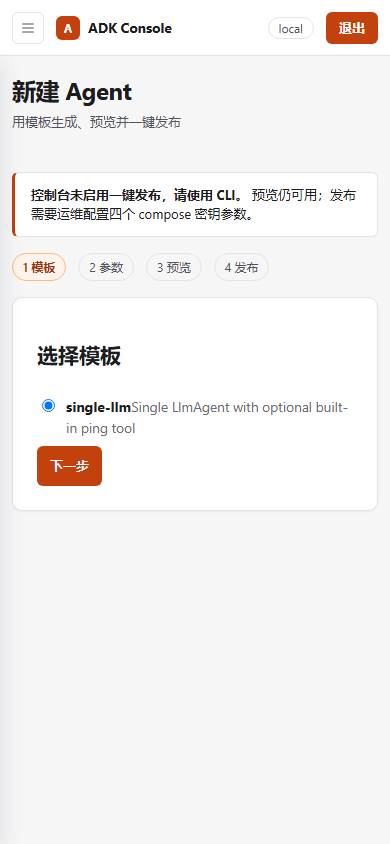 A ADK Console local 退出
新建 Agent
用模板生成、预览并一键发布
控制台未启用一键发布，请使用 CLI。 预览仍可用；发布
需要运维配置四个 compose 密钥参数。
1 模板 2 参数 3 预览 4 发布
选择模板
single-llmSingle LlmAgent with optional built-
in ping tool
下一步